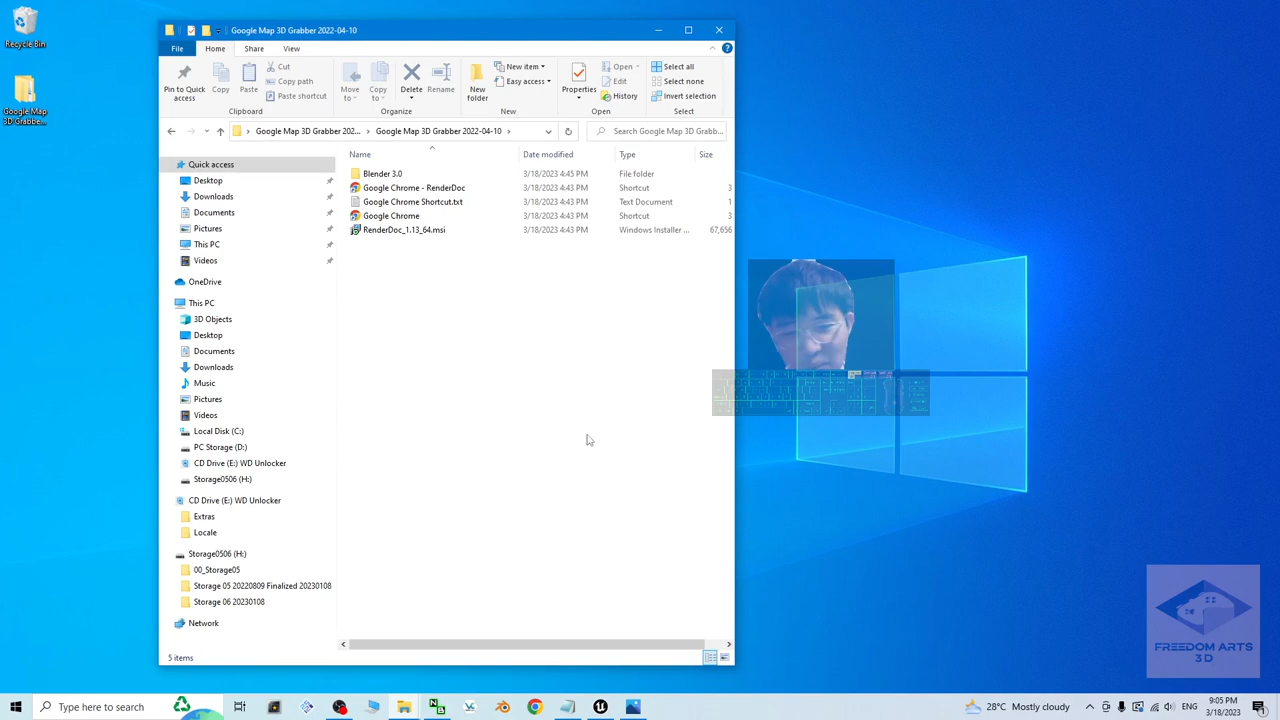 Recycle Bin
Google Map
3D Grabbe...
Google Map 3D Grabber 2022-04-10
File
Home
Share
View
Pin to Quick
access
Copy
Paste
Cut
Copy path
Paste shortcut
Clipboard
Move
to
Copy
to
Delete
Rename
Organize
New
folder
New item
Easy access
New
Properties
Open
Edit
History
Open
Select all
Select none
Invert selection
Select
Google Map 3D Grabber 202...
Google Map 3D Grabber 2022-04-10
Search Google Map 3D Grabb...
Name
Date modified
Type
Size
Blender 3.0
3/18/2023 4:45 PM
File folder
Google Chrome - RenderDoc
3/18/2023 4:43 PM
Shortcut
3
Google Chrome Shortcut.txt
3/18/2023 4:43 PM
Text Document
1
Google Chrome
3/18/2023 4:43 PM
Shortcut
3
RenderDoc_1.13_64.msi
3/18/2023 4:43 PM
Windows Installer ...
67,656
Quick access
Desktop
Downloads
Documents
Pictures
This PC
Videos
OneDrive
This PC
3D Objects
Desktop
Documents
Downloads
Music
Pictures
Videos
Local Disk (C:)
PC Storage (D:)
CD Drive (E:) WD Unlocker
Storage0506 (H:)
CD Drive (E:) WD Unlocker
Extras
Locale
Storage0506 (H:)
00_Storage05
Storage 05 20220809 Finalized 20230108
Storage 06 20230108
Network
5 items
FREEDOM ARTS
3D
Type here to search
28°C Mostly cloudy
9:05 PM
3/18/2023